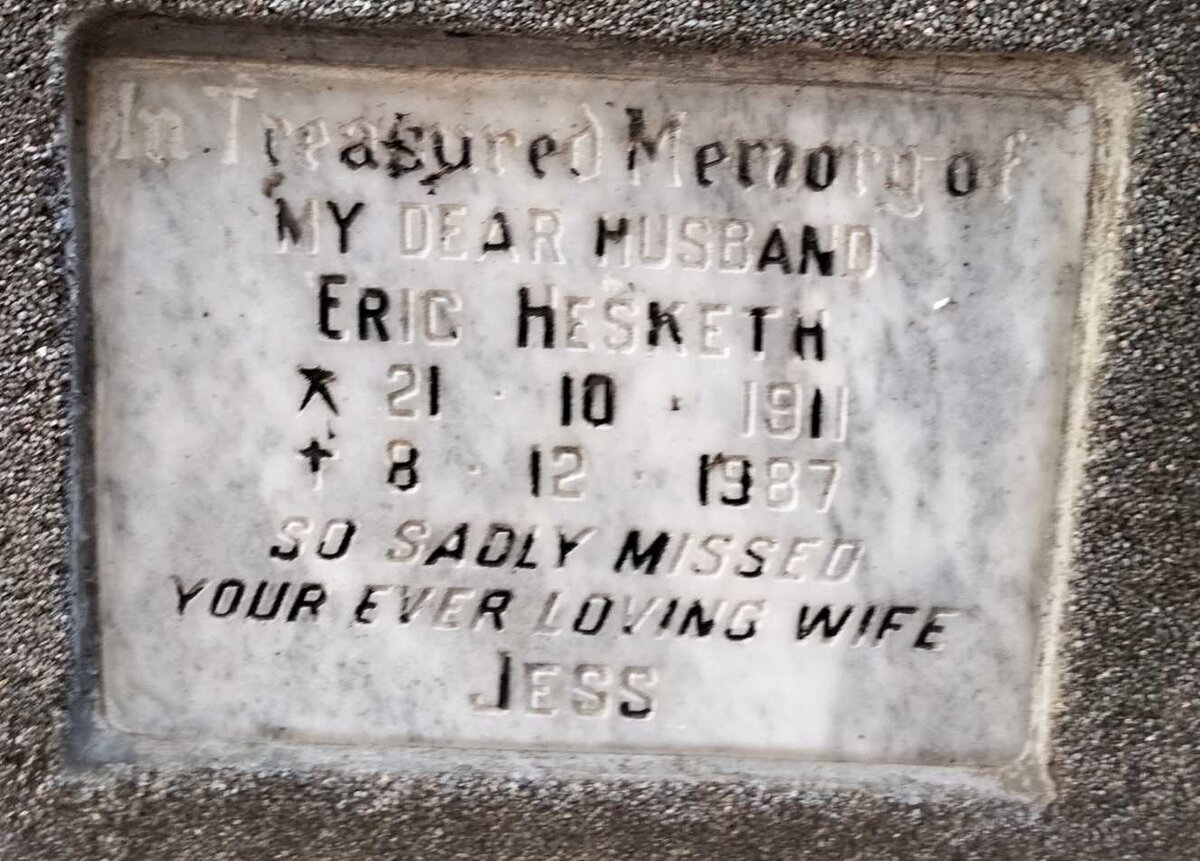 In Treasured Memory of
MY DEAR HUSBAND
ERIC HESKETH
★ 21 · 10 · 1911
✝ 8 · 12 · 1987
SO SADLY MISSED
YOUR EVER LOVING WIFE
JESS